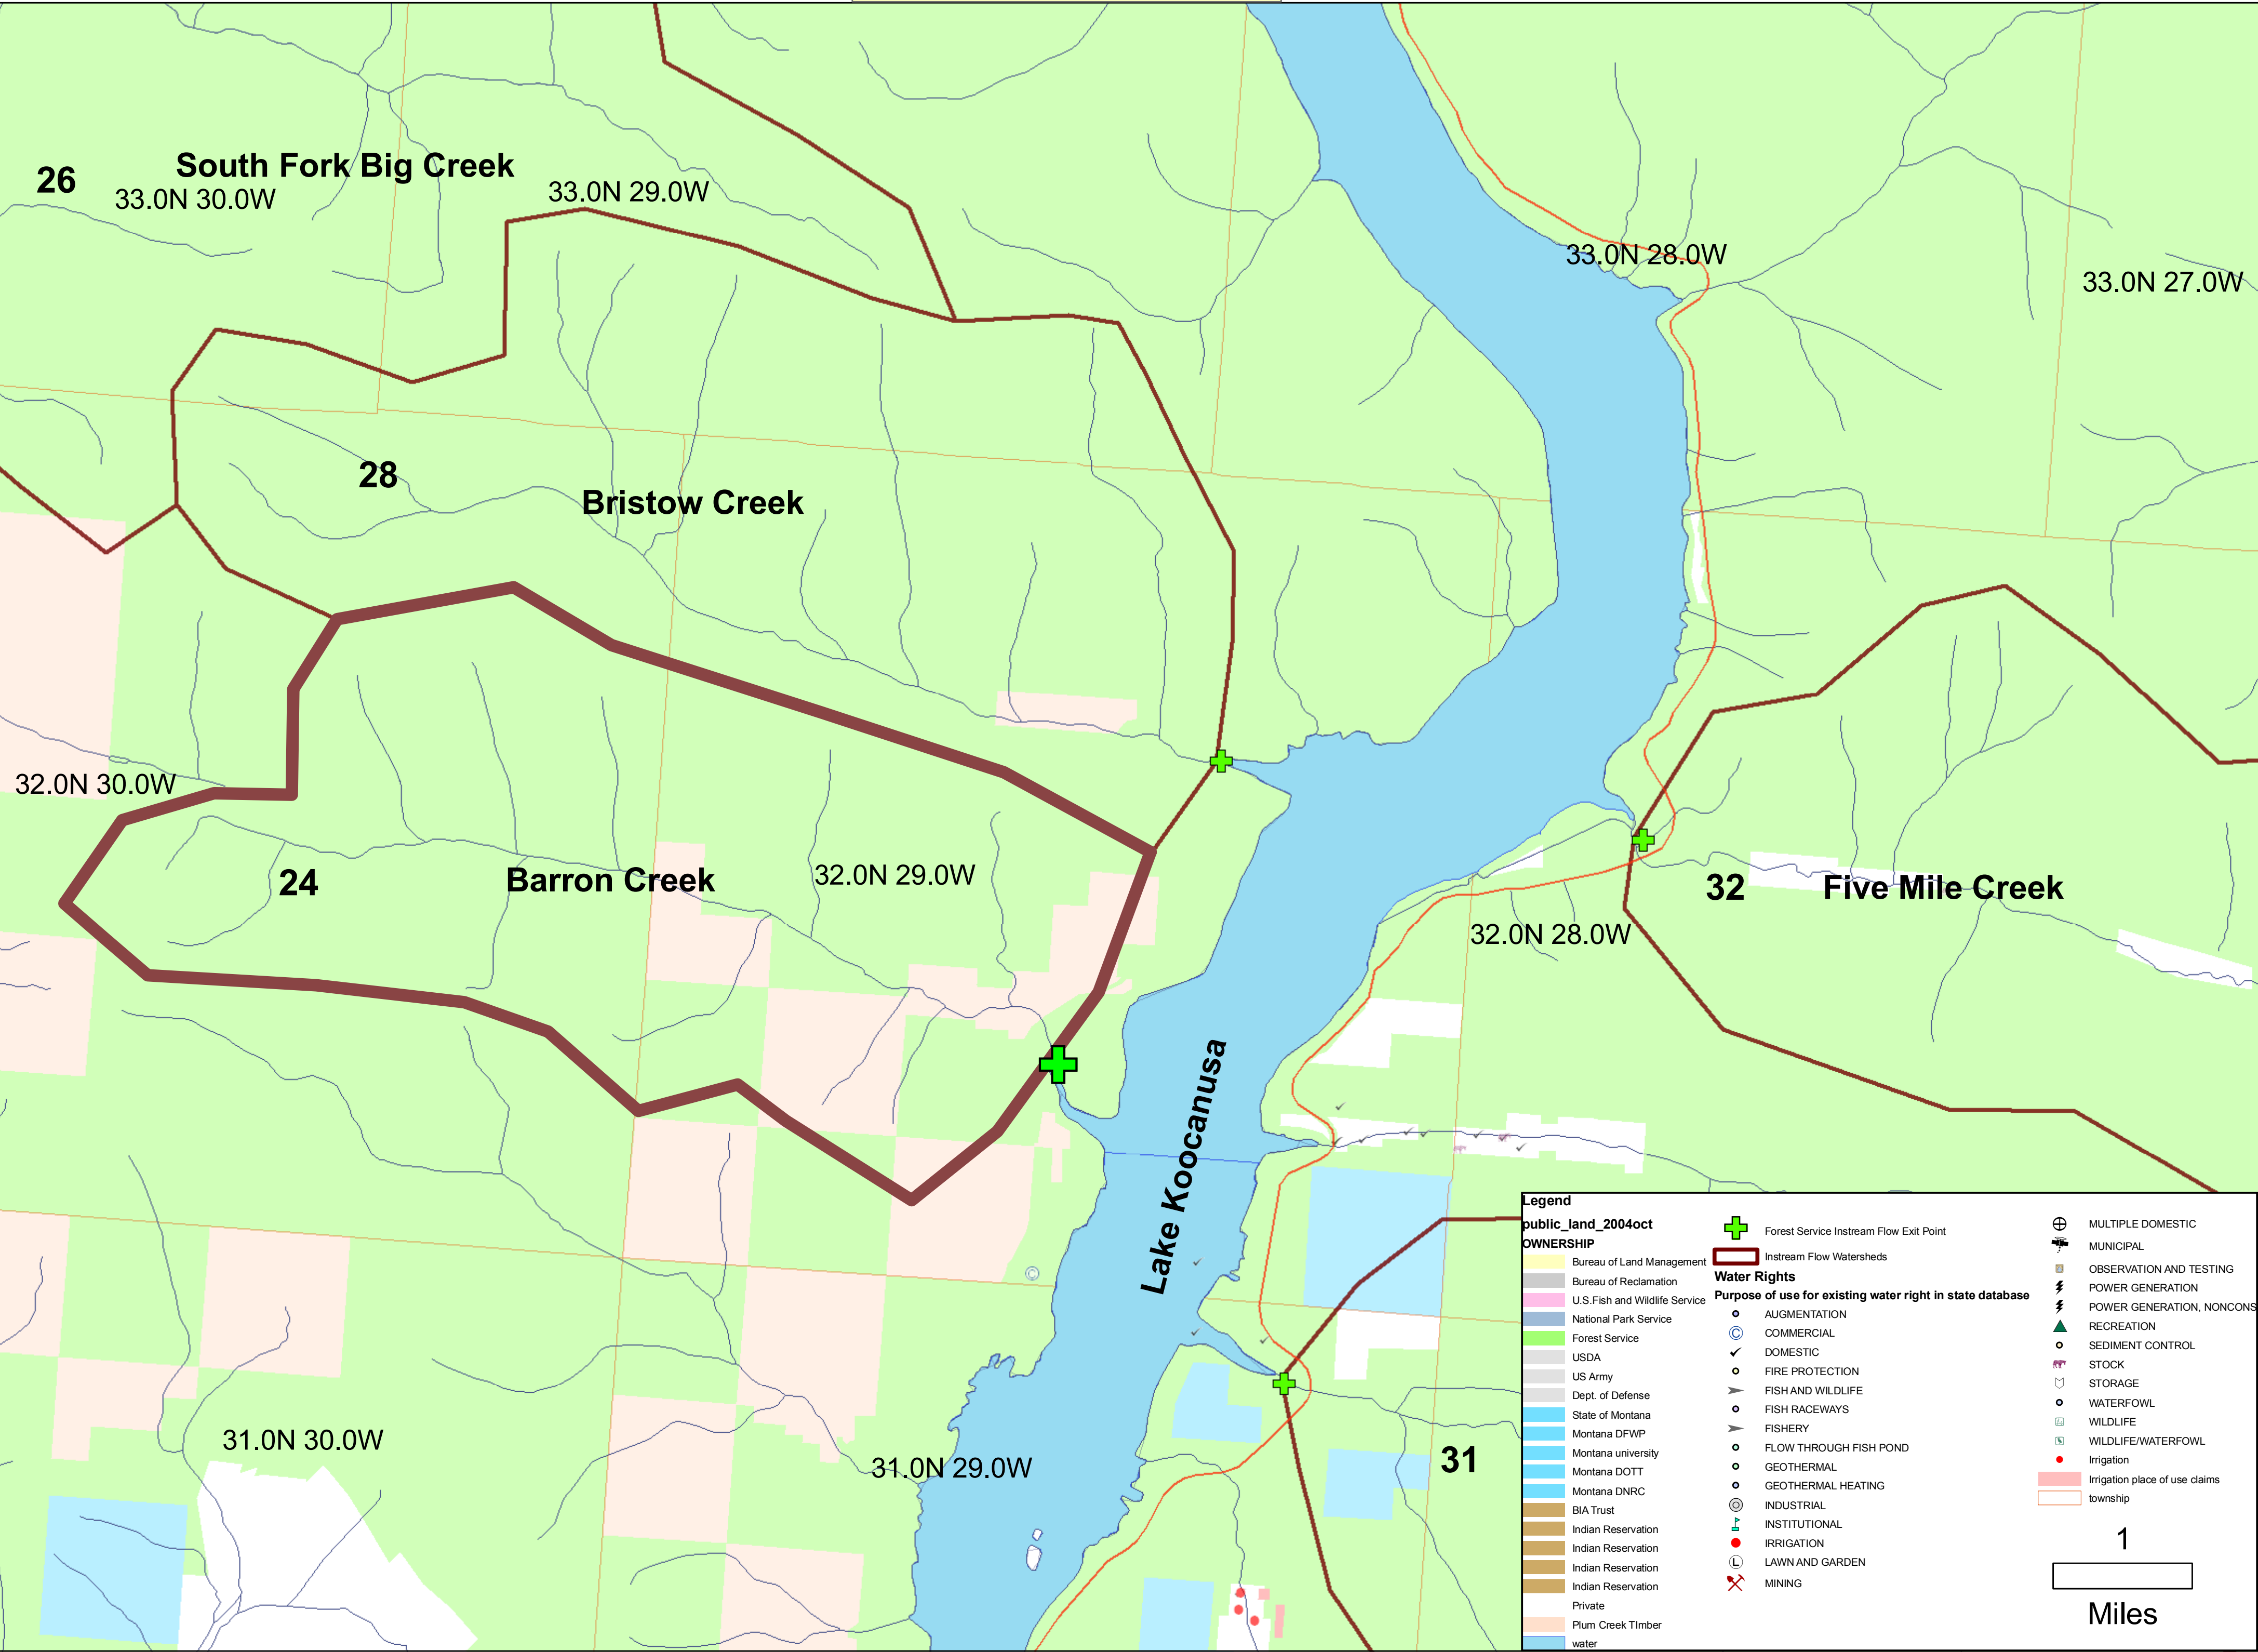 South Fork Big Creek
26
33.0N 30.0W
33.0N 29.0W
33.0N 28.0W
33.0N 27.0W
28
Bristow Creek
32.0N 30.0W
24
Barron Creek
32.0N 29.0W
32
Five Mile Creek
32.0N 28.0W
Lake Koocanusa
31.0N 30.0W
31.0N 29.0W
31
Legend
public_land_2004oct
OWNERSHIP
Bureau of Land Management
Bureau of Reclamation
U.S.Fish and Wildlife Service
National Park Service
Forest Service
USDA
US Army
Dept. of Defense
State of Montana
Montana DFWP
Montana university
Montana DOTT
Montana DNRC
BIA Trust
Indian Reservation
Indian Reservation
Indian Reservation
Indian Reservation
Private
Plum Creek TImber
water
Forest Service Instream Flow Exit Point
Instream Flow Watersheds
Water Rights
Purpose of use for existing water right in state database
AUGMENTATION
C COMMERCIAL
DOMESTIC
FIRE PROTECTION
FISH AND WILDLIFE
FISH RACEWAYS
FISHERY
FLOW THROUGH FISH POND
GEOTHERMAL
GEOTHERMAL HEATING
INDUSTRIAL
INSTITUTIONAL
IRRIGATION
L LAWN AND GARDEN
MINING
MULTIPLE DOMESTIC
MUNICIPAL
OBSERVATION AND TESTING
POWER GENERATION
POWER GENERATION, NONCONS
RECREATION
SEDIMENT CONTROL
STOCK
STORAGE
WATERFOWL
WILDLIFE
WILDLIFE/WATERFOWL
Irrigation
Irrigation place of use claims
township
1
Miles